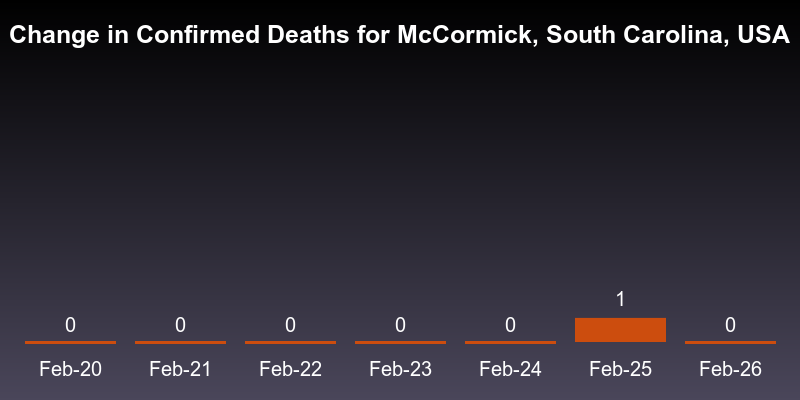 Change in Confirmed Deaths for McCormick, South Carolina, USA
0 0 0 0 0 1 0
Feb-20 Feb-21 Feb-22 Feb-23 Feb-24 Feb-25 Feb-26